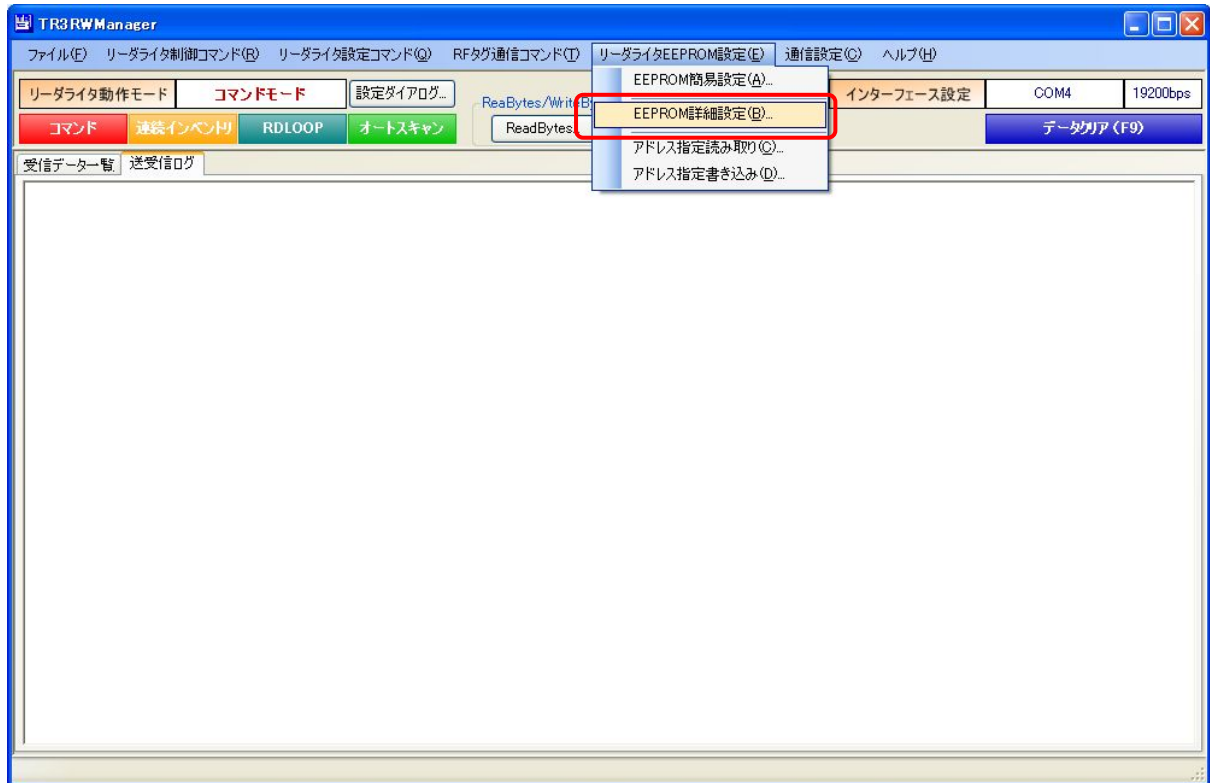 TR3RWManager
ファイル(F) リーダライタ制御コマンド(R) リーダライタ設定コマンド(Q) RFタグ通信コマンド(T) リーダライタEEPROM設定(E) 通信設定(C) ヘルプ(H)
EEPROM簡易設定(A)...
EEPROM詳細設定(B)...
アドレス指定読み取り(C)...
アドレス指定書き込み(D)...
リーダライタ動作モード コマンドモード 設定ダイアログ... ReaBytes/WriteB インターフェース設定 COM4 19200bps
コマンド 連続インベントリ RDLOOP オートスキャン ReadBytes. データクリア (F9)
受信データ一覧 送受信ログ